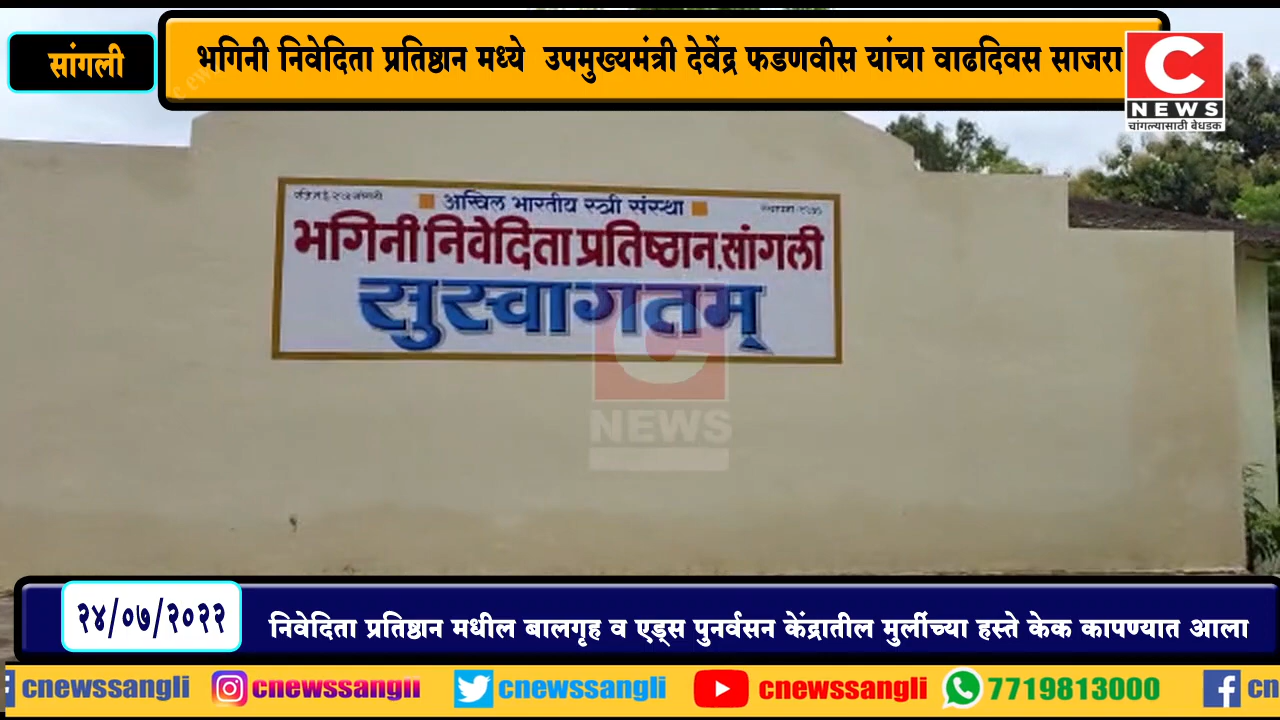 सांगली
भगिनी निवेदिता प्रतिष्ठान मध्ये उपमुख्यमंत्री देवेंद्र फडणवीस यांचा वाढदिवस साजरा
C
NEWS
चांगल्यासाठी बेधडक
अखिल भारतीय स्त्री संस्था
भगिनी निवेदिता प्रतिष्ठान, सांगली
सुस्वागतम्
C
NEWS
२४/०७/२०२२
निवेदिता प्रतिष्ठान मधील बालगृह व एड्स पुनर्वसन केंद्रातील मुलींच्या हस्ते केक कापण्यात आला
cnewssangli cnewssangli cnewssangli cnewssangli 7719813000 cn